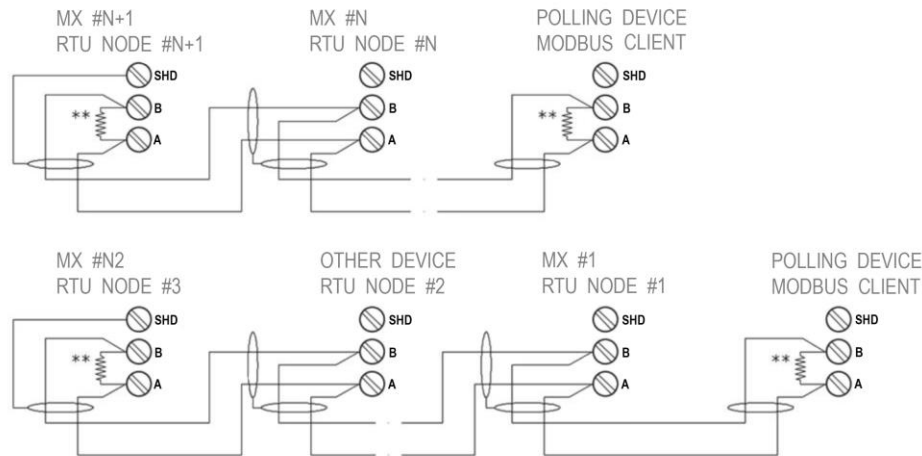 MX #N+1
RTU NODE #N+1
SHD
B
**
A
MX #N
RTU NODE #N
SHD
B
A
POLLING DEVICE
MODBUS CLIENT
SHD
B
**
A
MX #N2
RTU NODE #3
SHD
B
**
A
OTHER DEVICE
RTU NODE #2
SHD
B
A
MX #1
RTU NODE #1
SHD
B
A
POLLING DEVICE
MODBUS CLIENT
SHD
B
**
A